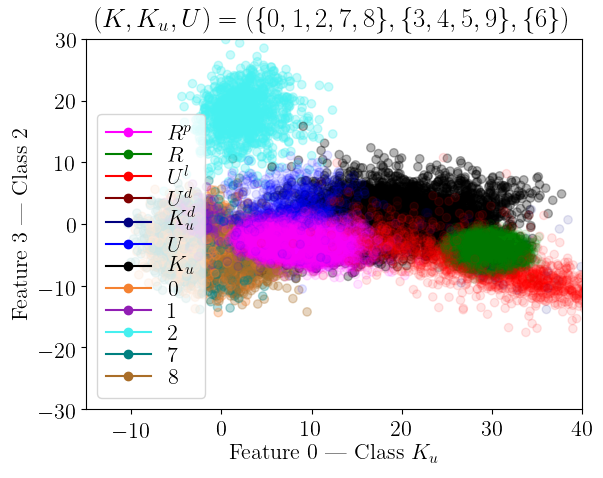 (K, K_u, U) = ({0, 1, 2, 7, 8}, {3, 4, 5, 9}, {6})
30
20
10
0
−10
−20
−30
Feature 3 — Class 2
R^p
R
U^l
U^d
K_u^d
U
K_u
0
1
2
7
8
−10 0 10 20 30 40
Feature 0 — Class K_u